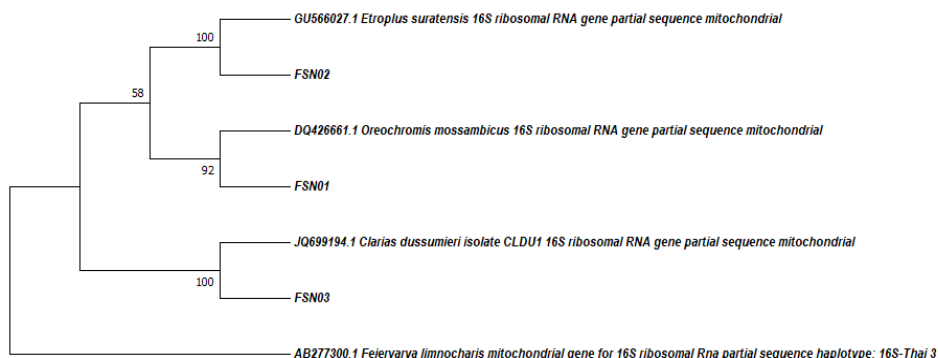 GU566027.1 Etroplus suratensis 16S ribosomal RNA gene partial sequence mitochondrial
100
FSN02
58
DQ426661.1 Oreochromis mossambicus 16S ribosomal RNA gene partial sequence mitochondrial
92
FSN01
JQ699194.1 Clarias dussumieri isolate CLDU1 16S ribosomal RNA gene partial sequence mitochondrial
100
FSN03
AB277300.1 Fejervarya limnocharis mitochondrial gene for 16S ribosomal Rna partial sequence haplotype: 16S-Thai 3